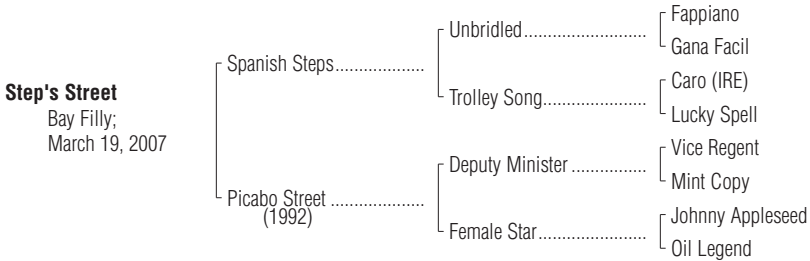 Fappiano
Unbridled
Gana Facil
Spanish Steps
Caro (IRE)
Trolley Song
Lucky Spell
Step's Street
Bay Filly;
March 19, 2007
Vice Regent
Deputy Minister
Mint Copy
Picabo Street
(1992)
Johnny Appleseed
Female Star
Oil Legend